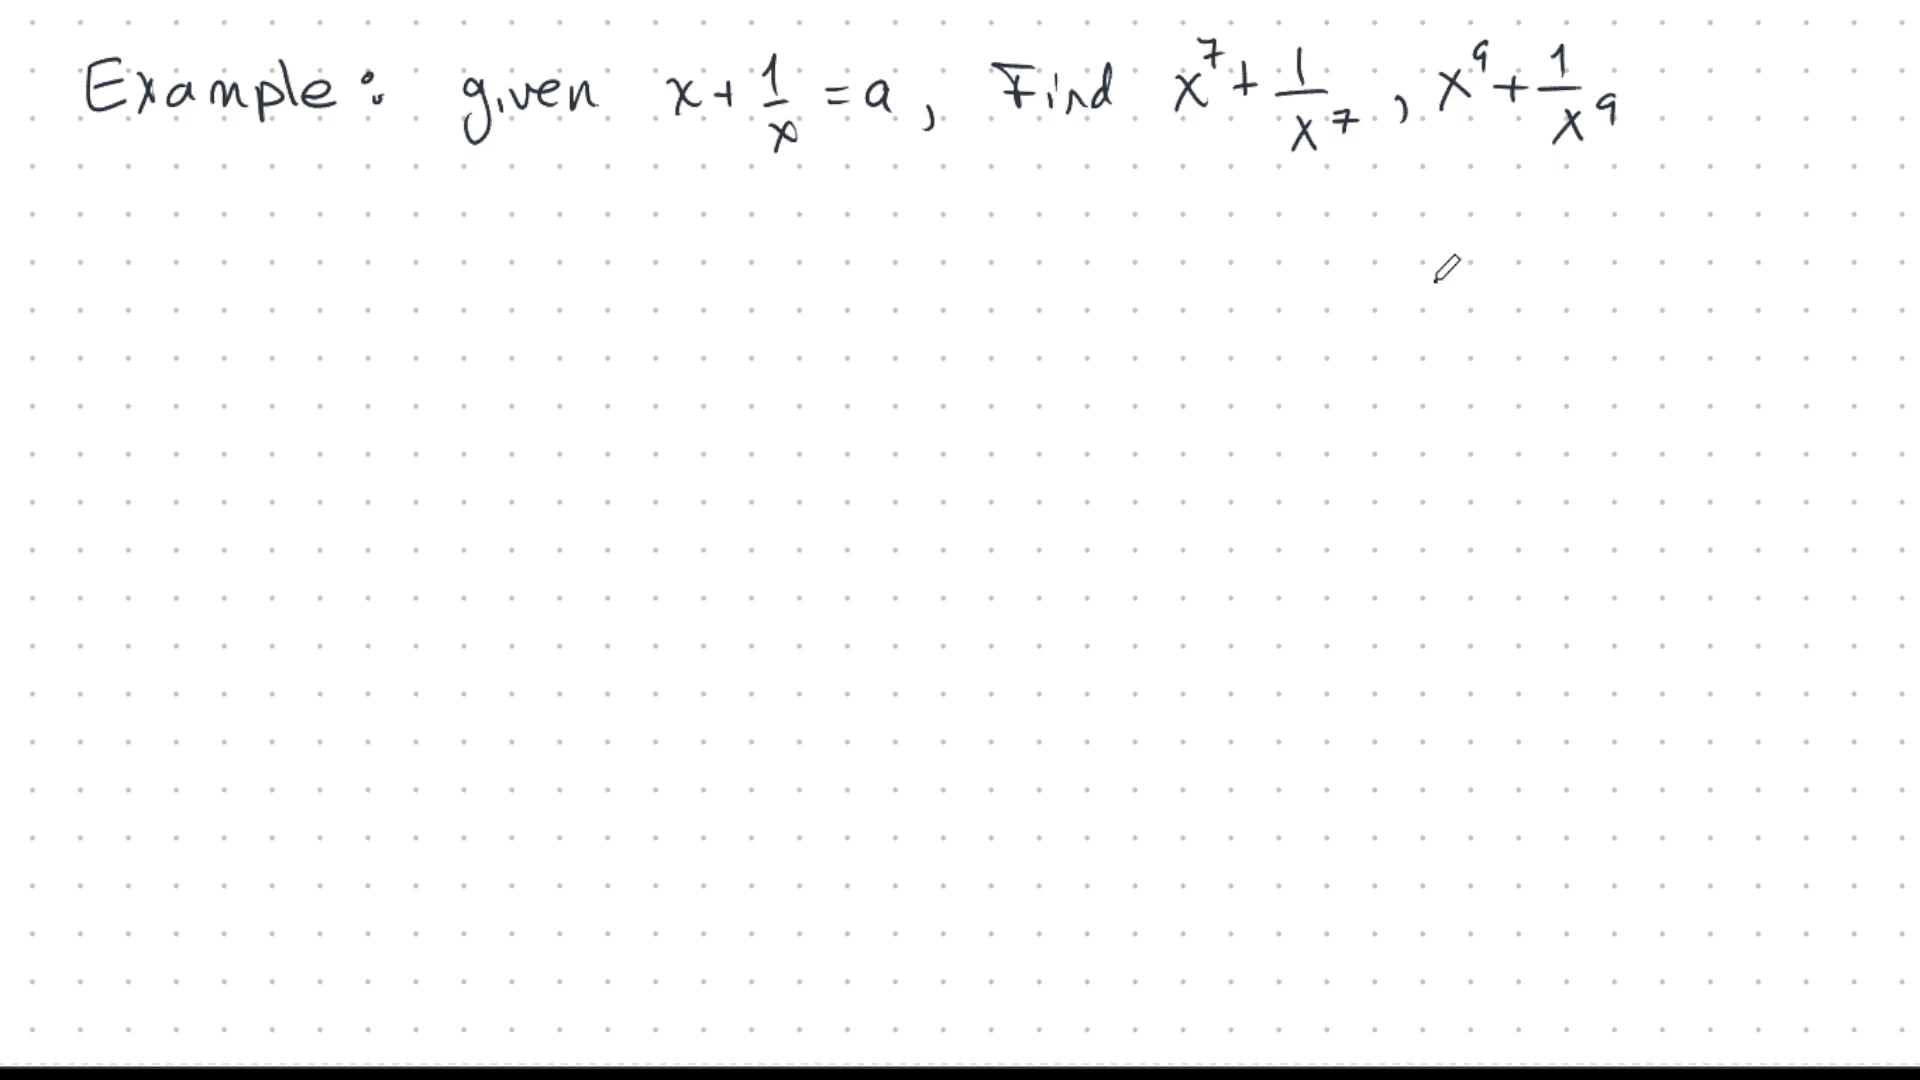 Example: given x + 1/x = a, Find x^7 + 1/x^7, x^9 + 1/x^9